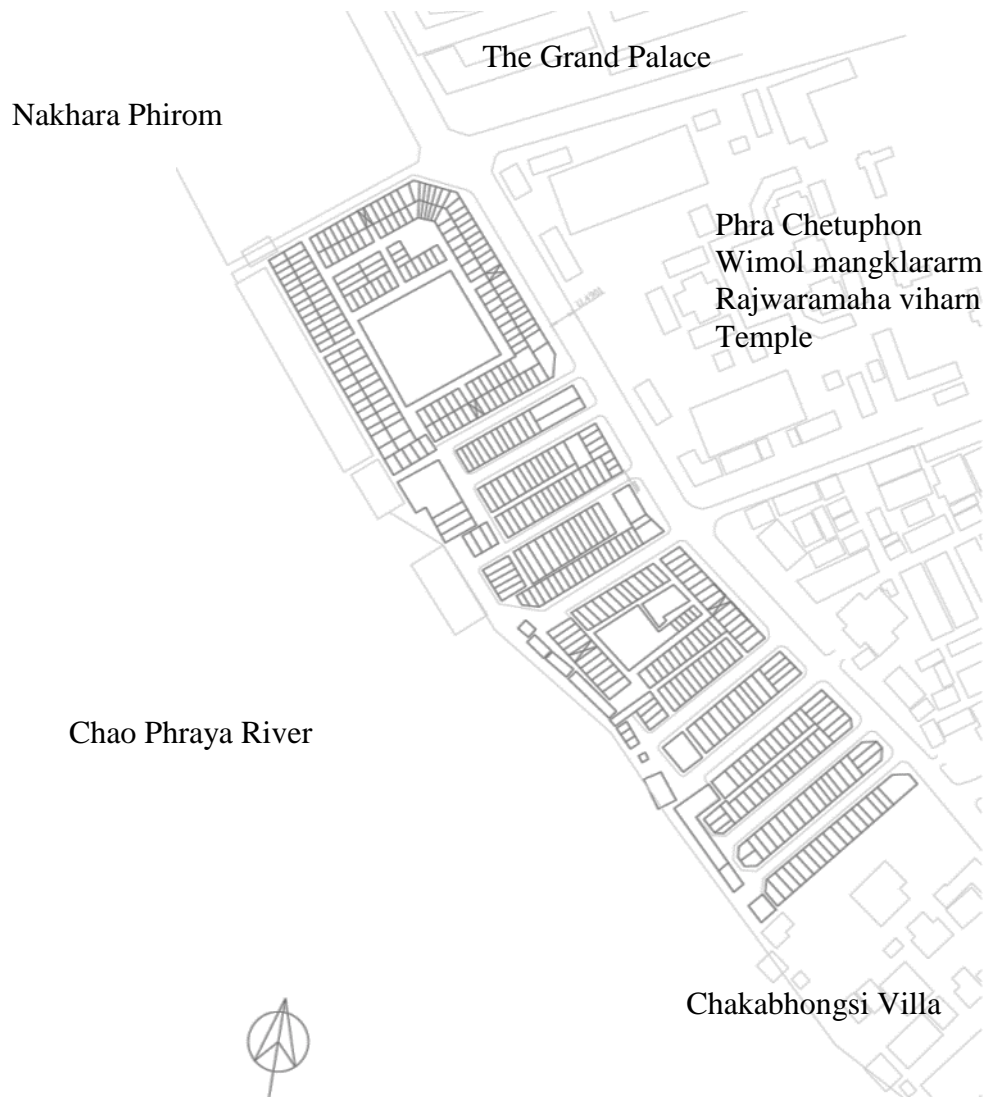 The Grand Palace
Nakhara Phirom
Phra Chetuphon
Wimol mangklararm
Rajwaramaha viharn
Temple
Chao Phraya River
Chakabhongsi Villa